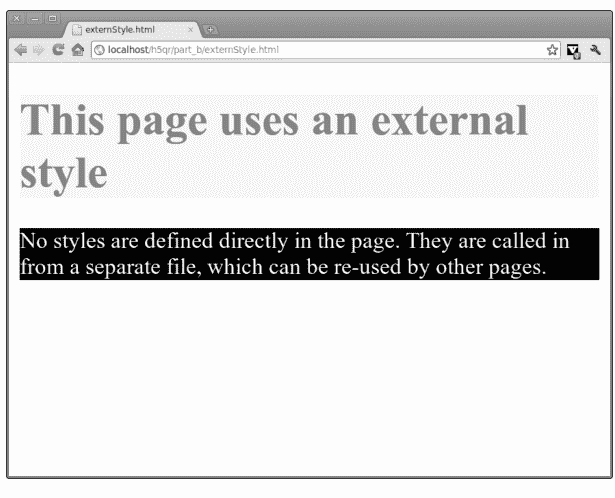 externStyle.html
localhost/h5qr/part_b/externStyle.html
This page uses an external
style
No styles are defined directly in the page. They are called in
from a separate file, which can be re-used by other pages.